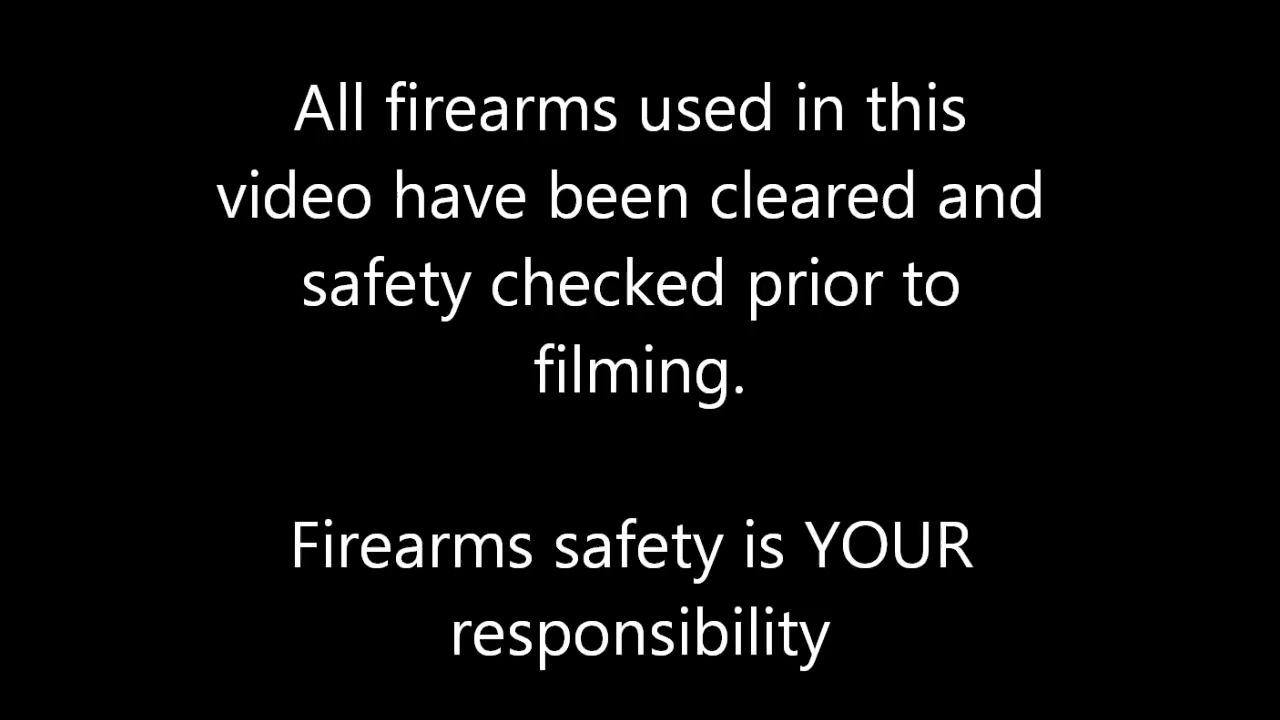 All firearms used in this
video have been cleared and
safety checked prior to
filming.
Firearms safety is YOUR
responsibility